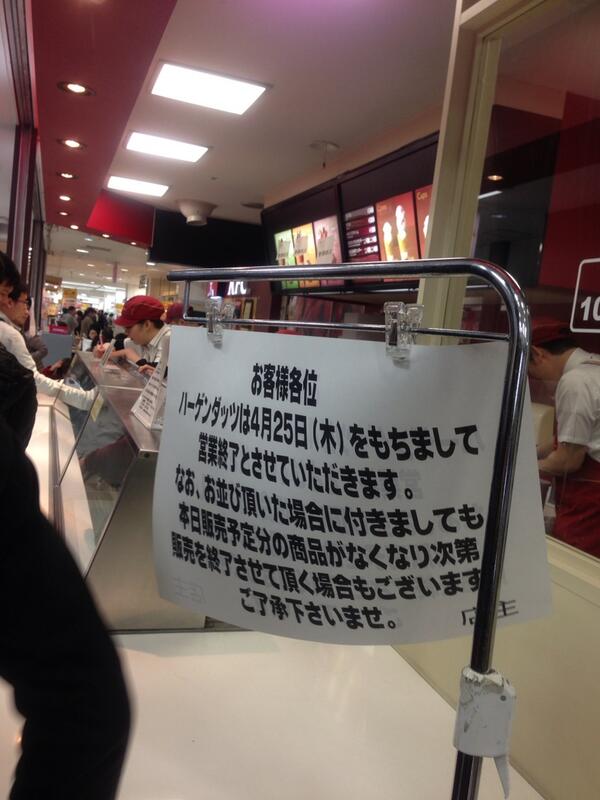 お客様各位
ハーゲンダッツは4月25日(木)をもちまして
営業終了とさせていただきます。
なお、お並び頂いた場合に付きましても
本日販売予定分の商品がなくなり次第
販売を終了させて頂く場合もございます
ご了承下さいませ。
店主
10